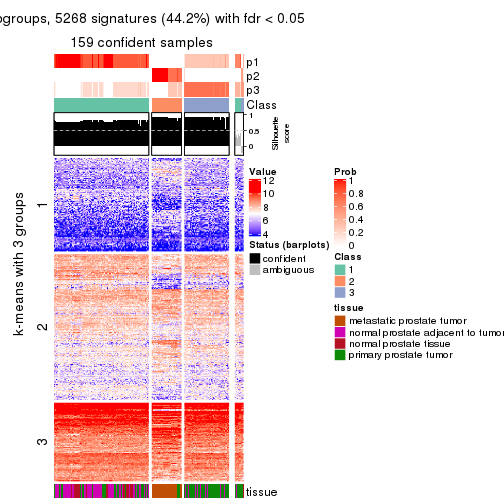 ogroups, 5268 signatures (44.2%) with fdr < 0.05
159 confident samples
p1
p2
p3
Class
1
0.5
0
Silhouette
score
k-means with 3 groups
1
2
3
Value
12
10
8
6
4
Status (barplots)
confident
ambiguous
Prob
1
0.8
0.6
0.4
0.2
0
Class
1
2
3
tissue
metastatic prostate tumor
normal prostate adjacent to tumor
normal prostate tissue
primary prostate tumor
tissue